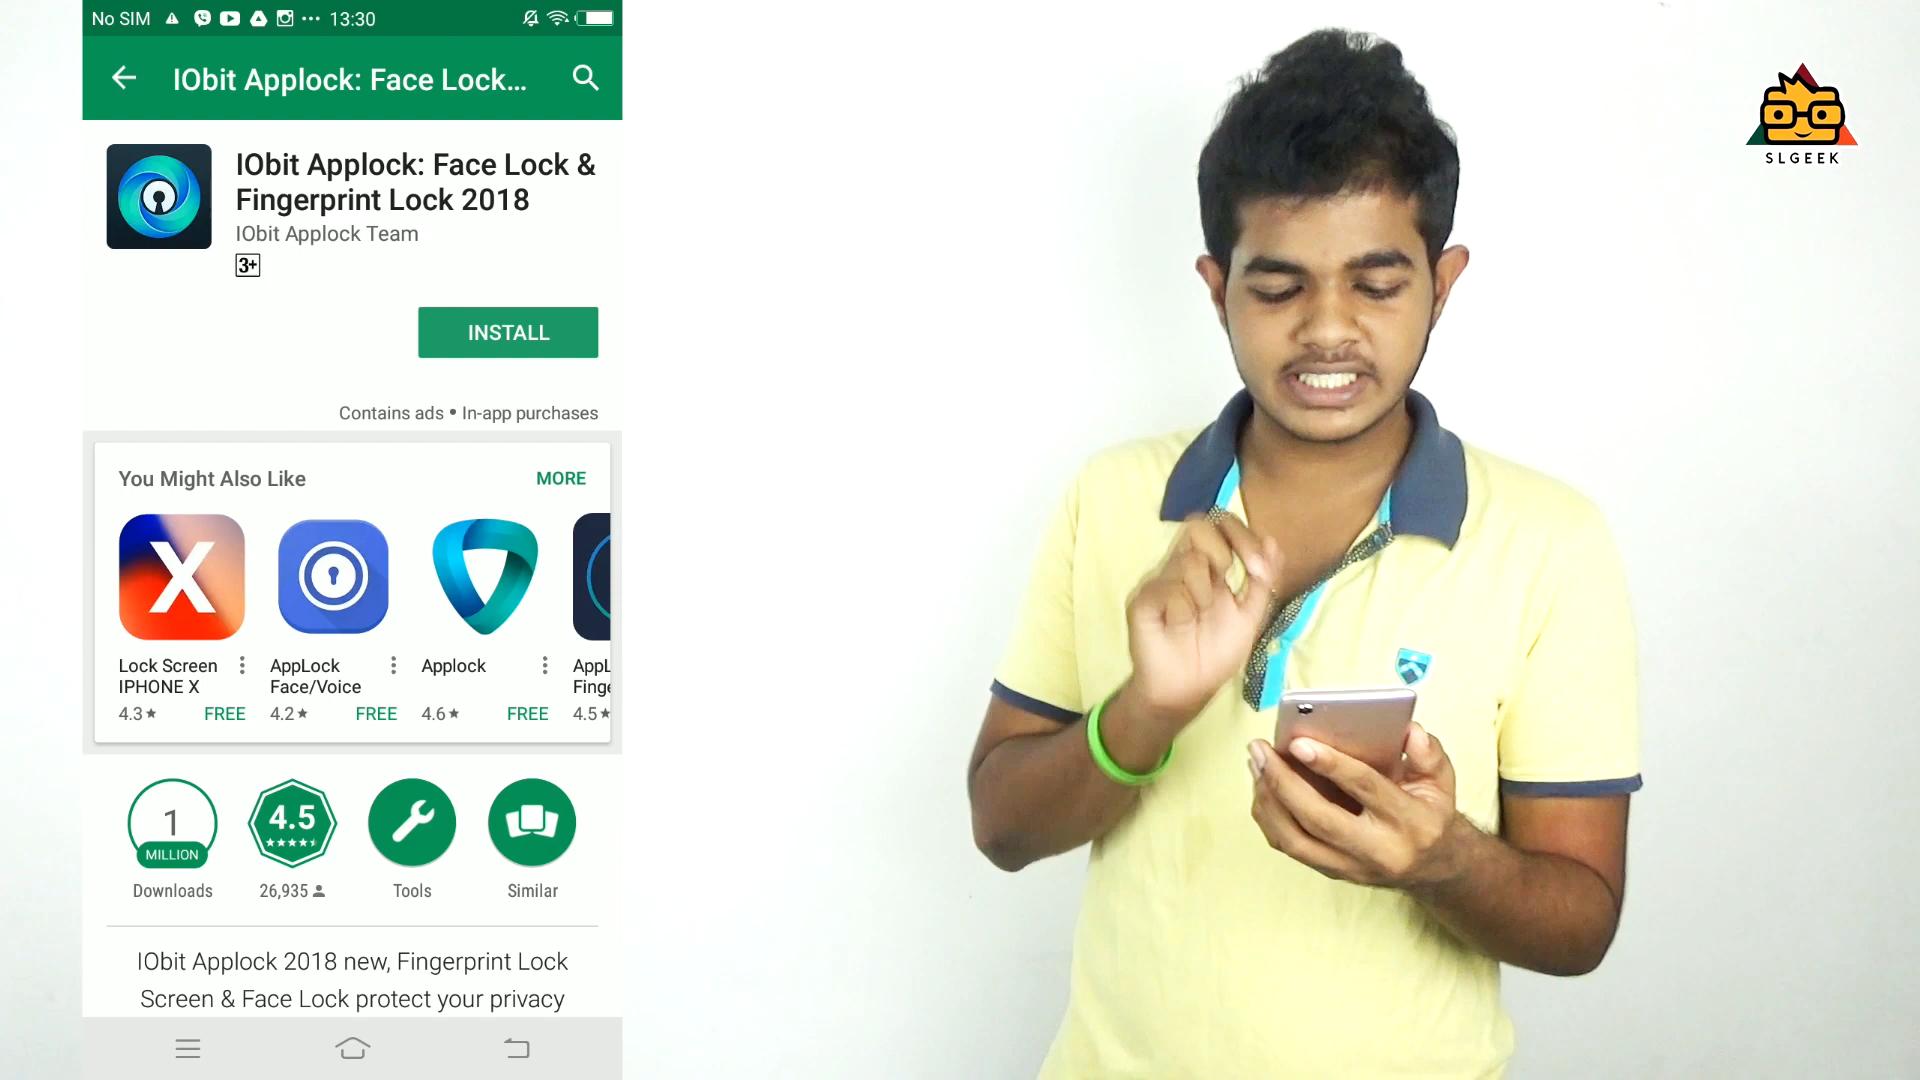 No SIM 13:30
IObit Applock: Face Lock...
IObit Applock: Face Lock &
Fingerprint Lock 2018
IObit Applock Team
3+
INSTALL
Contains ads • In-app purchases
You Might Also Like MORE
X
Lock Screen
IPHONE X
4.3★ FREE
AppLock
Face/Voice
4.2★ FREE
Applock
4.6★ FREE
AppL
Finge
4.5★
1
MILLION
Downloads
4.5
26,935
Tools
Similar
IObit Applock 2018 new, Fingerprint Lock
Screen & Face Lock protect your privacy
SLGEEK